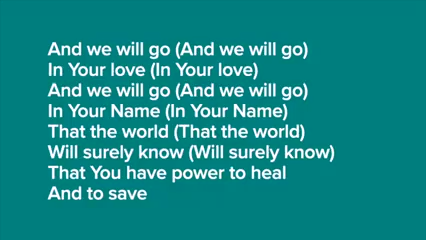 And we will go (And we will go)
In Your love (In Your love)
And we will go (And we will go)
In Your Name (In Your Name)
That the world (That the world)
Will surely know (Will surely know)
That You have power to heal
And to save